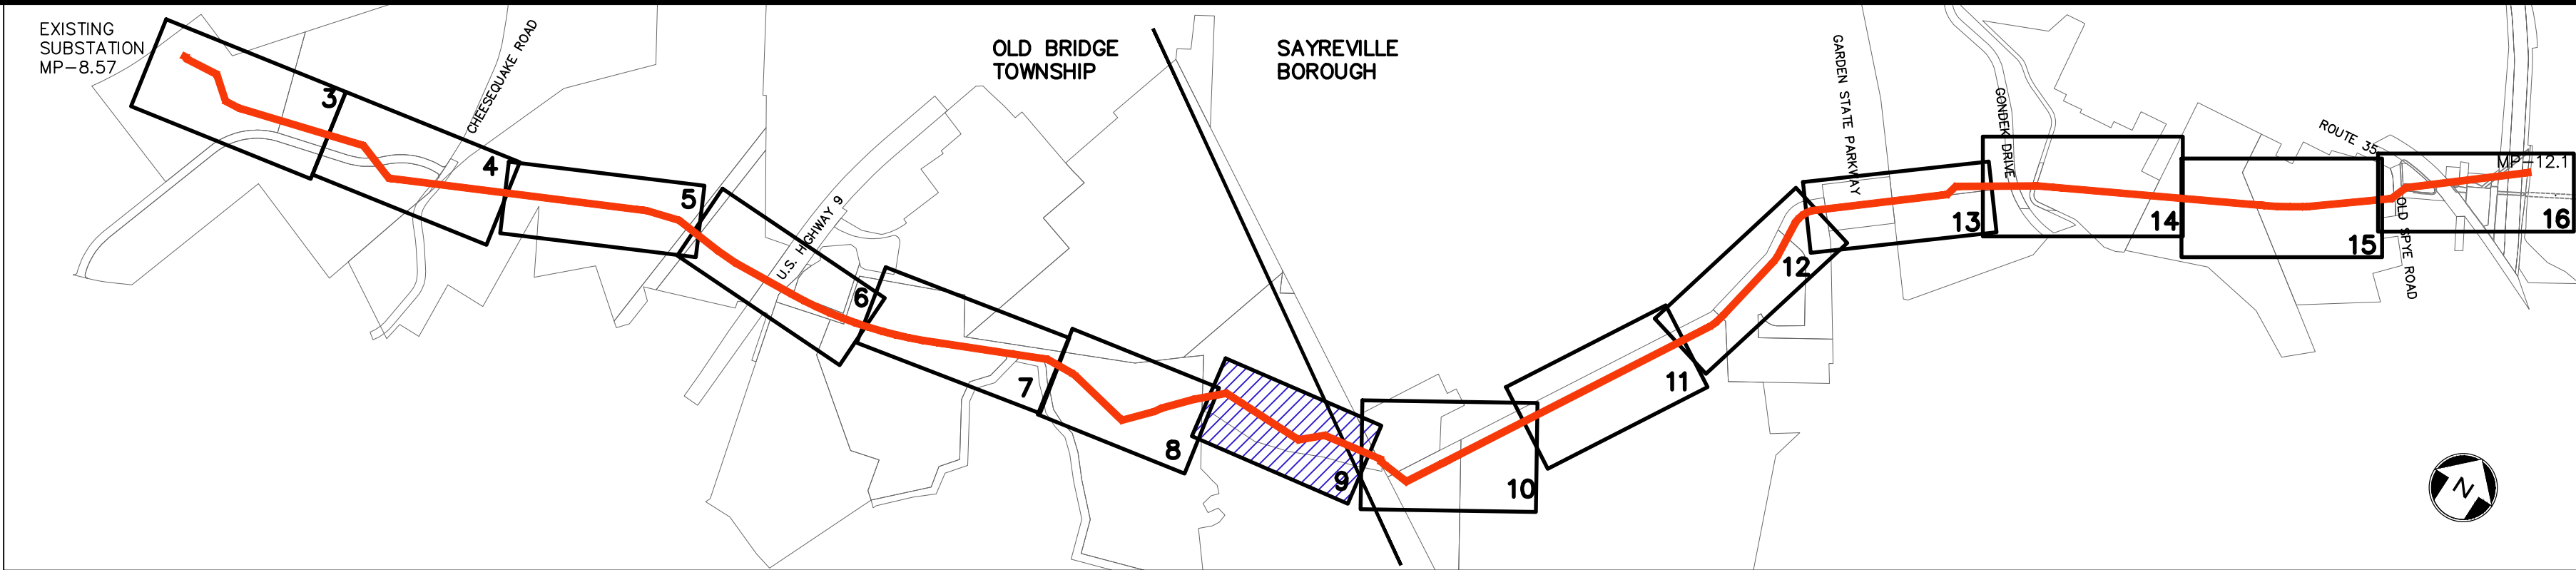 EXISTING
SUBSTATION
MP-8.57
CHEESEQUAKE ROAD
OLD BRIDGE
TOWNSHIP
SAYREVILLE
BOROUGH
GARDEN STATE PARKWAY
GONDEK DRIVE
ROUTE 35
MP-12.1
OLD SPYE ROAD
U.S. HIGHWAY 9
3
4
5
6
7
8
9
10
11
12
13
14
15
16
N